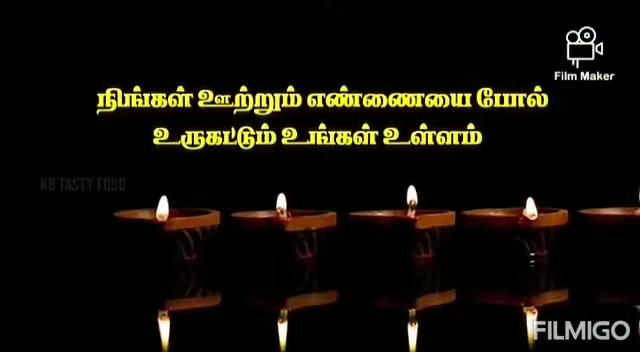 Film Maker
நீங்கள் ஊற்றும் எண்ணையை போல்
உருகட்டும் உங்கள் உள்ளம்
KB TASTY FOOD
FILMIGO